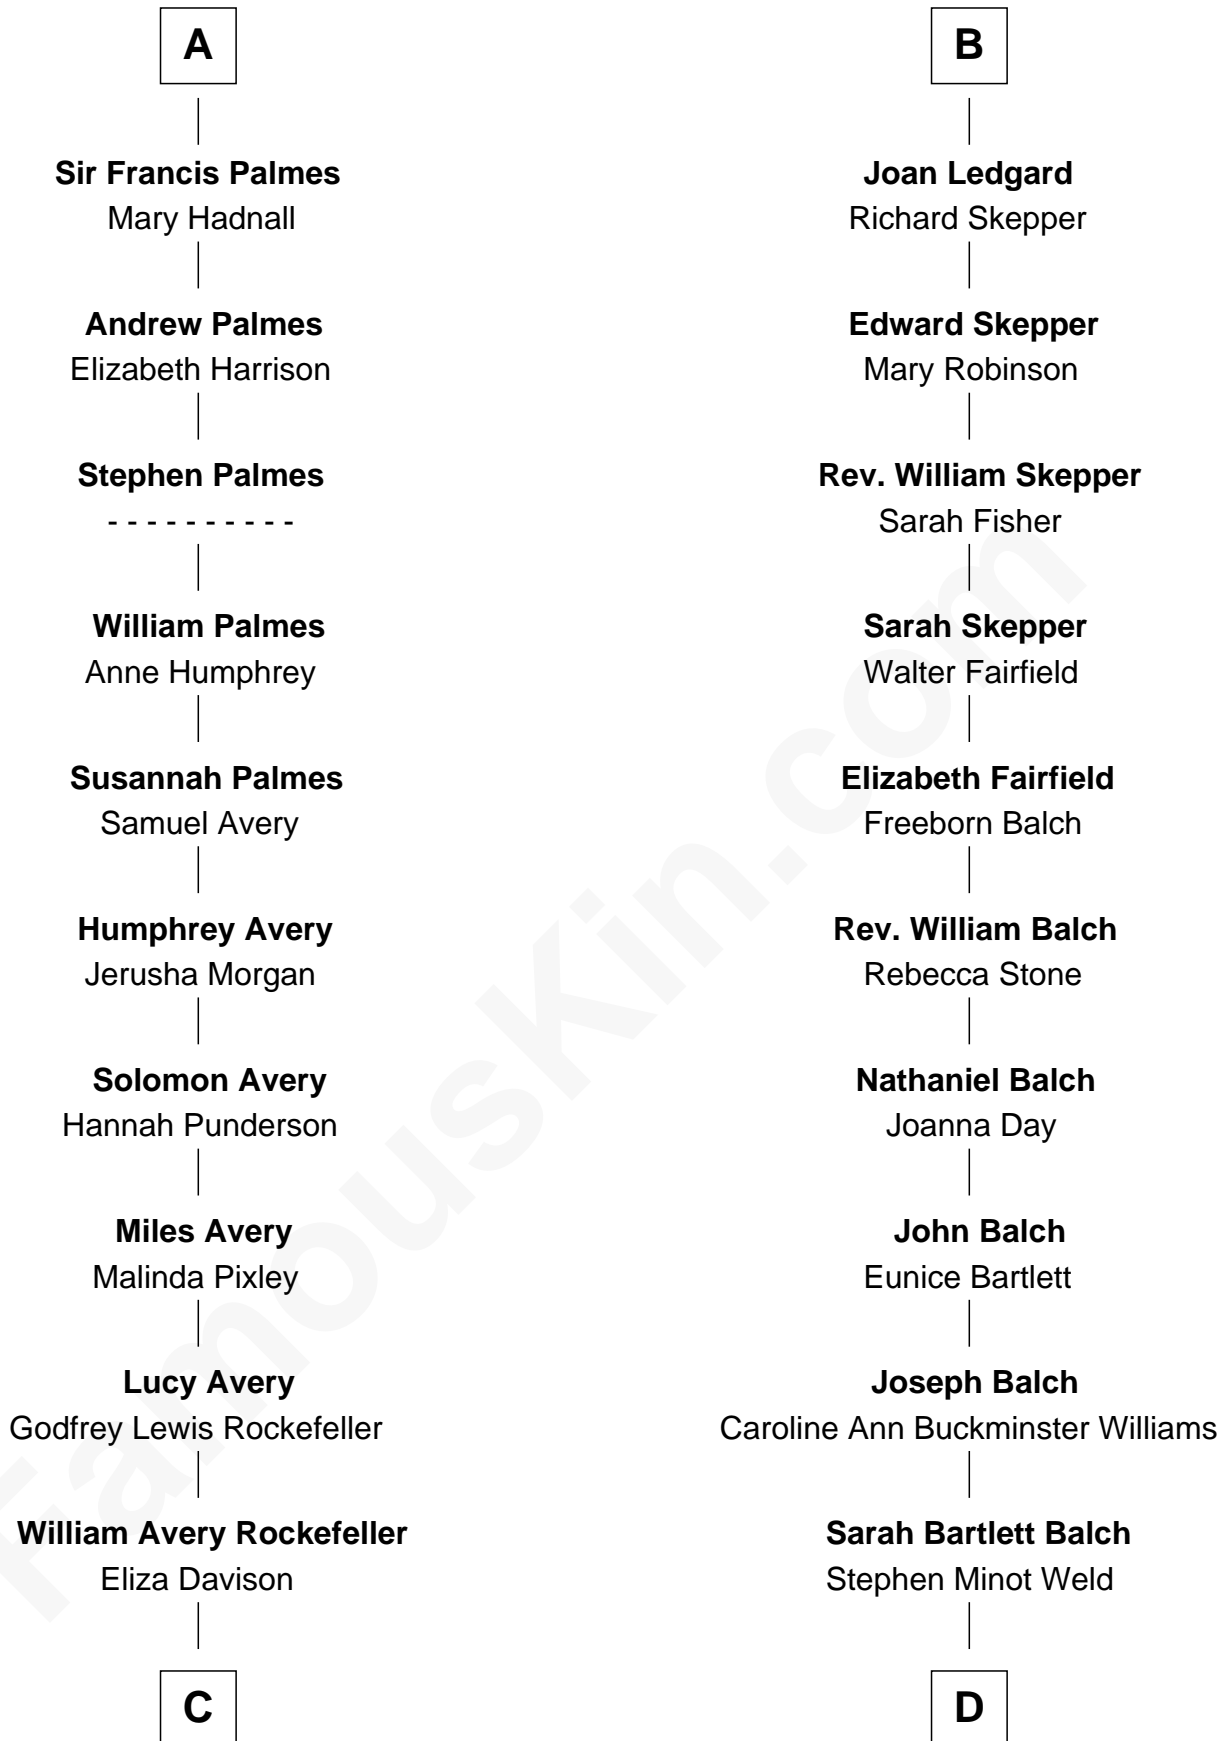 A
Sir Francis Palmes
Mary Hadnall
Andrew Palmes
Elizabeth Harrison
Stephen Palmes
- - - - - - - - - -
William Palmes
Anne Humphrey
Susannah Palmes
Samuel Avery
Humphrey Avery
Jerusha Morgan
Solomon Avery
Hannah Punderson
Miles Avery
Malinda Pixley
Lucy Avery
Godfrey Lewis Rockefeller
William Avery Rockefeller
Eliza Davison
C
B
Joan Ledgard
Richard Skepper
Edward Skepper
Mary Robinson
Rev. William Skepper
Sarah Fisher
Sarah Skepper
Walter Fairfield
Elizabeth Fairfield
Freeborn Balch
Rev. William Balch
Rebecca Stone
Nathaniel Balch
Joanna Day
John Balch
Eunice Bartlett
Joseph Balch
Caroline Ann Buckminster Williams
Sarah Bartlett Balch
Stephen Minot Weld
D
FamousKin.com